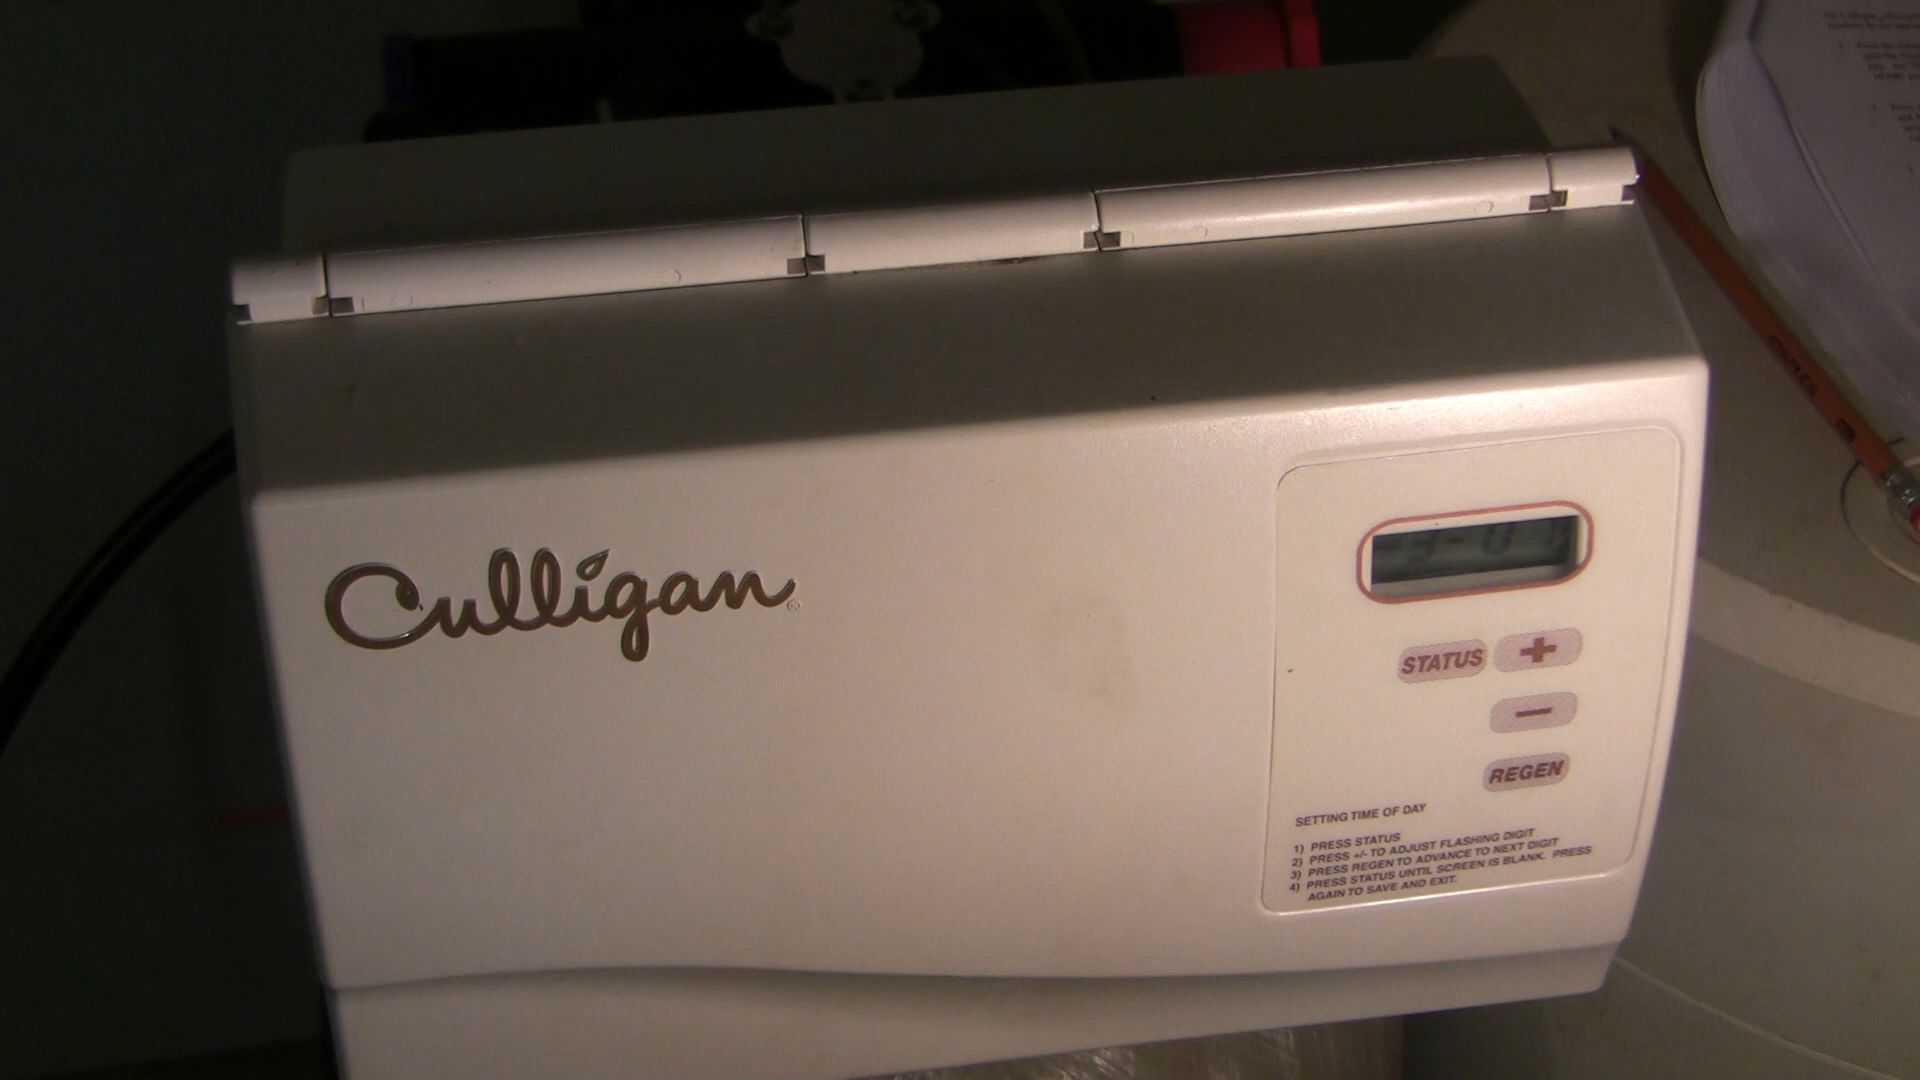 Culligan®
STATUS +
-
REGEN
SETTING TIME OF DAY
1) PRESS STATUS
2) PRESS +/- TO ADJUST FLASHING DIGIT
3) PRESS REGEN TO ADVANCE TO NEXT DIGIT
4) PRESS STATUS UNTIL SCREEN IS BLANK. PRESS
AGAIN TO SAVE AND EXIT.